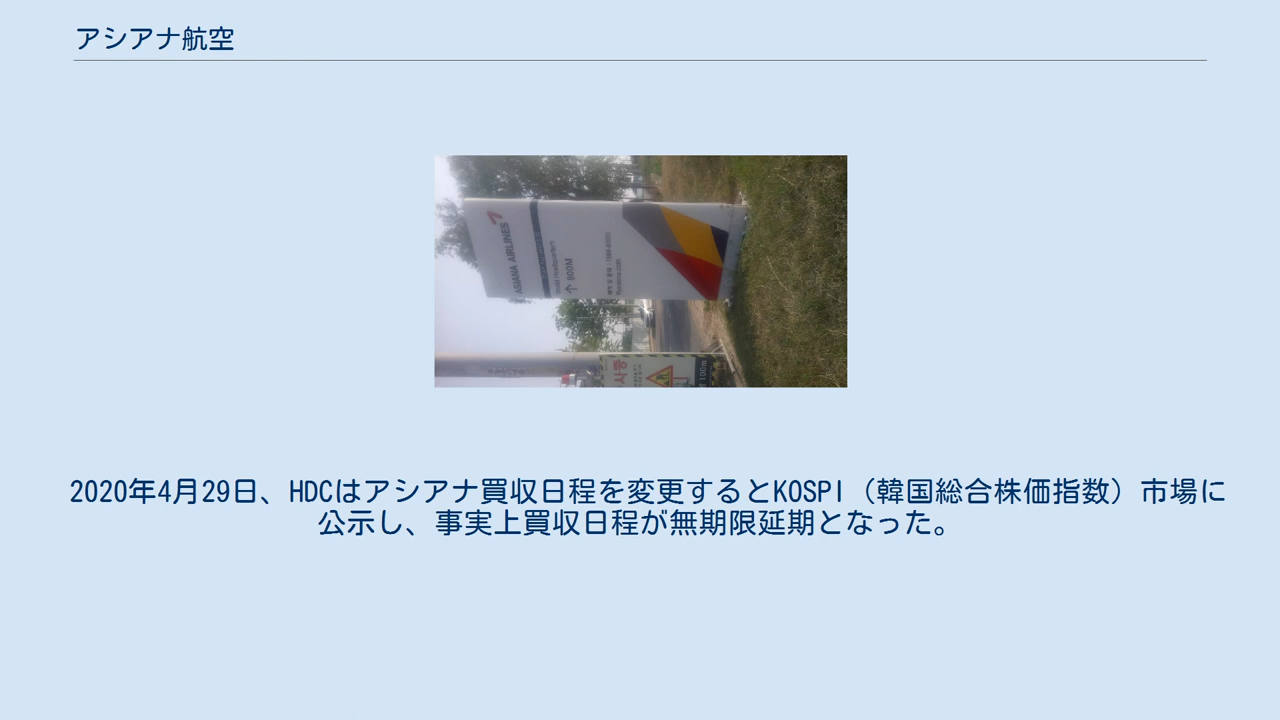 アシアナ航空
ASIANA AIRLINES
800M
2020年4月29日、HDCはアシアナ買収日程を変更するとKOSPI（韓国総合株価指数）市場に
公示し、事実上買収日程が無期限延期となった。